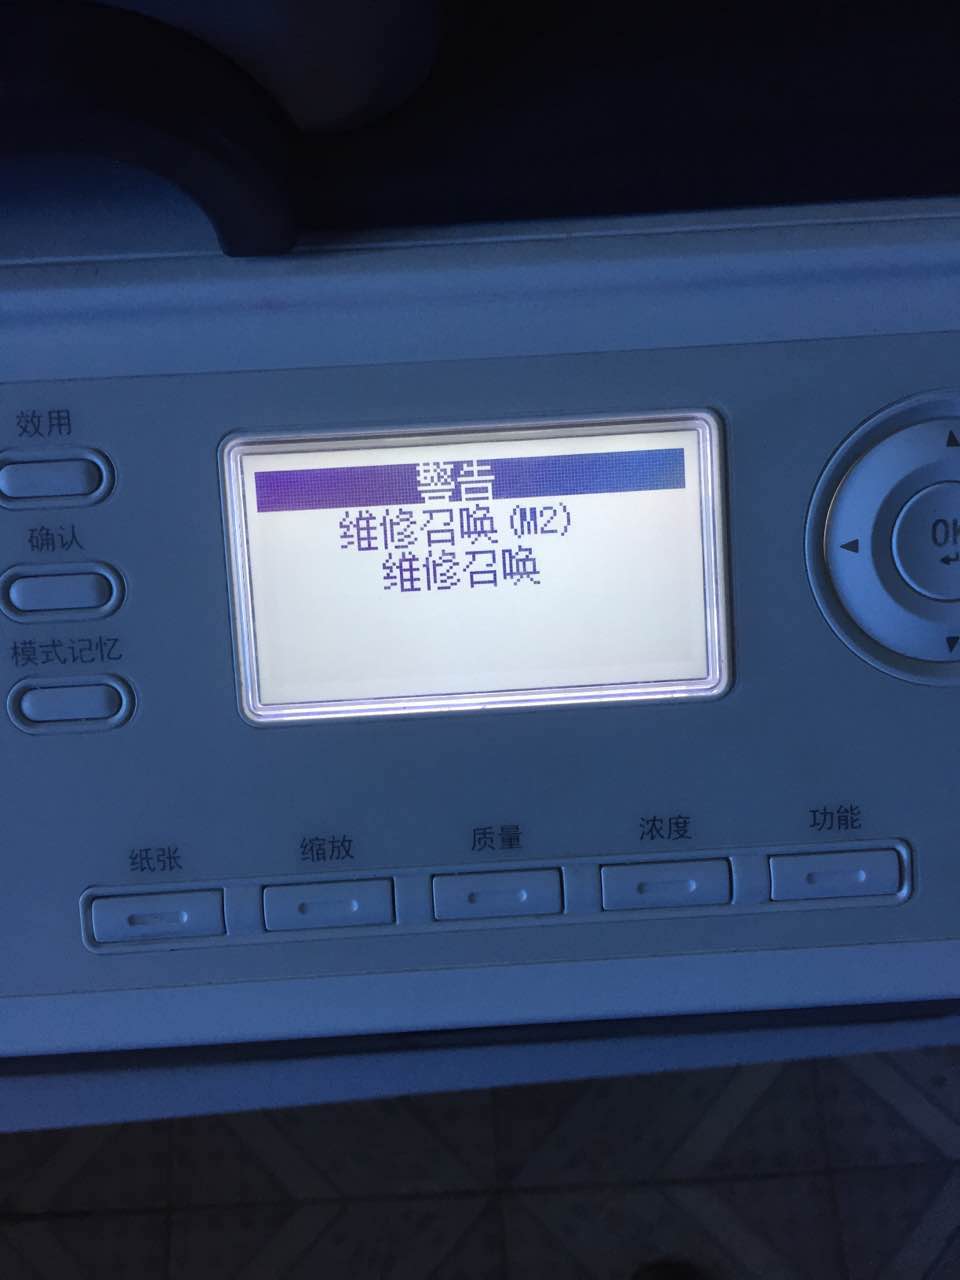 效用
确认
模式记忆
警告
维修召唤(M2)
维修召唤
OK
纸张
缩放
质量
浓度
功能